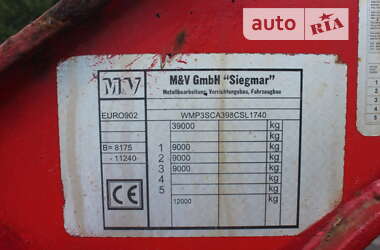 auto RIA
MV
M&V GmbH "Siegmar"
Metallbearbeitung, Vorrichtungsbau, Fahrzeugbau
EURO902
WMP3SCA398CSL1740
39000 kg
kg
B= 8175 1 9000 kg
- 11240- 2 9000 kg
3 9000 kg
4 kg
5 kg
CE
12000 kg